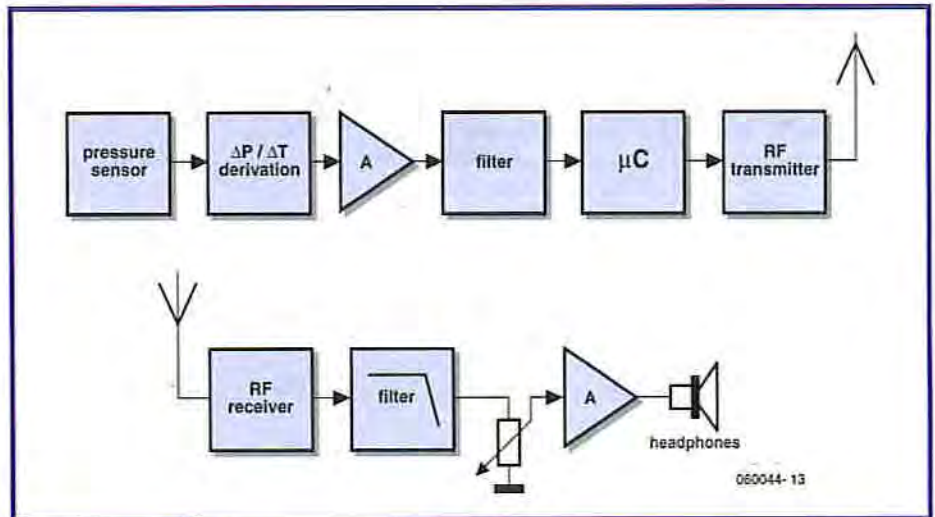 pressure
sensor
ΔP / ΔT
derivation
A
filter
μC
RF
transmitter
RF
receiver
filter
A
headphones
060044- 13